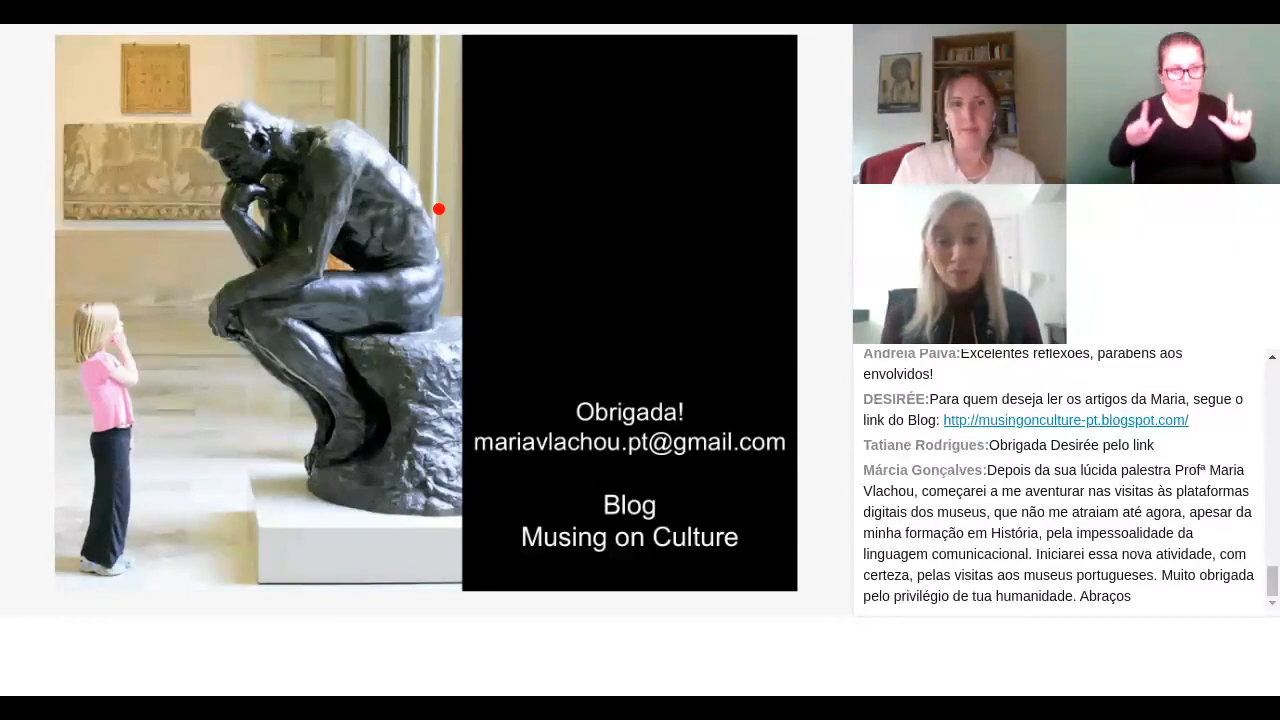 Obrigada!
mariavlachou.pt@gmail.com
Blog
Musing on Culture
Andreia Paiva:Excelentes reflexões, parabéns aos
envolvidos!
DESIRÉE:Para quem deseja ler os artigos da Maria, segue o
link do Blog: http://musingonculture-pt.blogspot.com/
Tatiane Rodrigues:Obrigada Desirée pelo link
Márcia Gonçalves:Depois da sua lúcida palestra Profª Maria
Vlachou, começarei a me aventurar nas visitas às plataformas
digitais dos museus, que não me atraiam até agora, apesar da
minha formação em História, pela impessoalidade da
linguagem comunicacional. Iniciarei essa nova atividade, com
certeza, pelas visitas aos museus portugueses. Muito obrigada
pelo privilégio de tua humanidade. Abraços